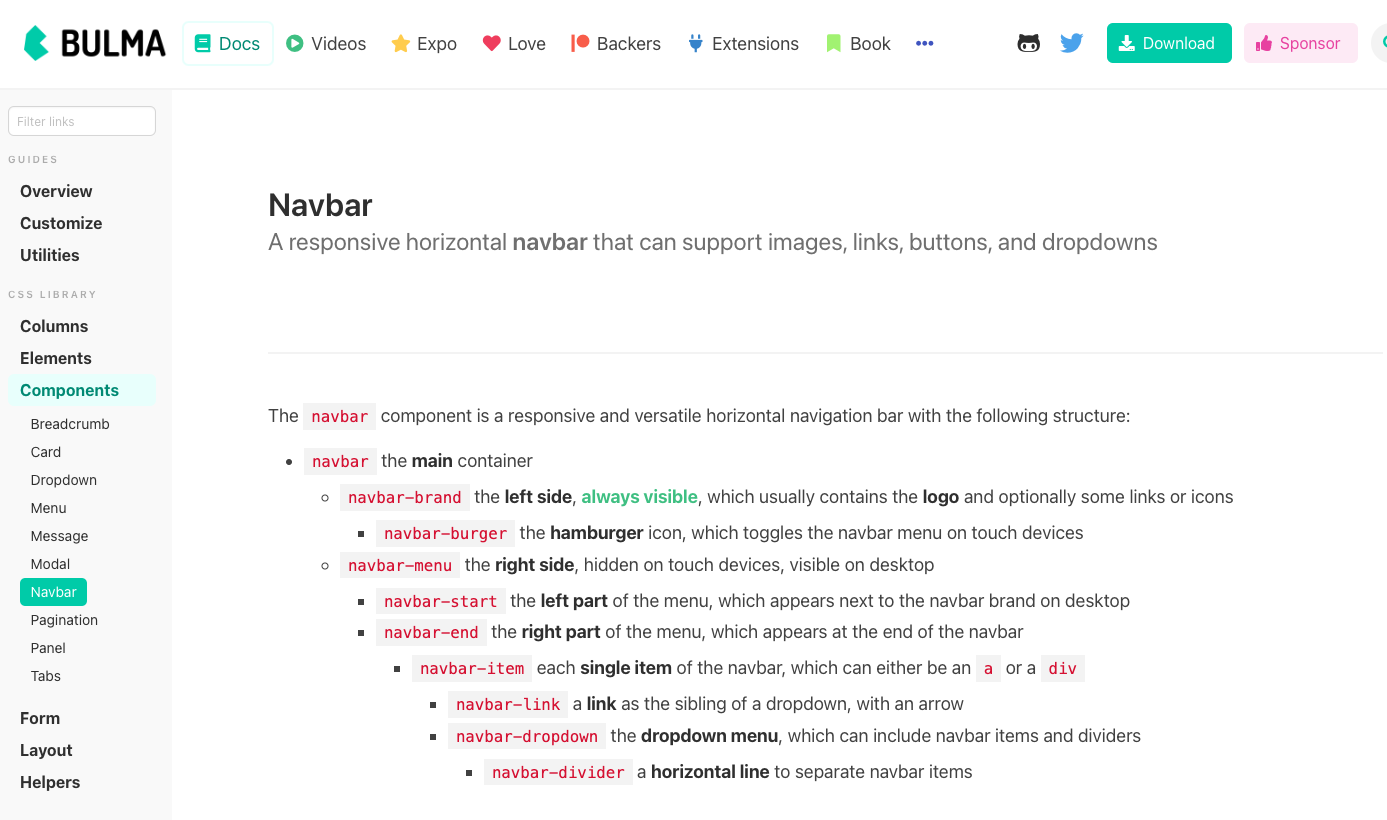 BULMA Docs Videos Expo Love Backers Extensions Book ••• Download Sponsor
Filter links
GUIDES
Overview
Customize
Utilities
CSS LIBRARY
Columns
Elements
Components
Breadcrumb
Card
Dropdown
Menu
Message
Modal
Navbar
Pagination
Panel
Tabs
Form
Layout
Helpers
Navbar
A responsive horizontal navbar that can support images, links, buttons, and dropdowns
The navbar component is a responsive and versatile horizontal navigation bar with the following structure:
navbar the main container
navbar-brand the left side, always visible, which usually contains the logo and optionally some links or icons
navbar-burger the hamburger icon, which toggles the navbar menu on touch devices
navbar-menu the right side, hidden on touch devices, visible on desktop
navbar-start the left part of the menu, which appears next to the navbar brand on desktop
navbar-end the right part of the menu, which appears at the end of the navbar
navbar-item each single item of the navbar, which can either be an a or a div
navbar-link a link as the sibling of a dropdown, with an arrow
navbar-dropdown the dropdown menu, which can include navbar items and dividers
navbar-divider a horizontal line to separate navbar items